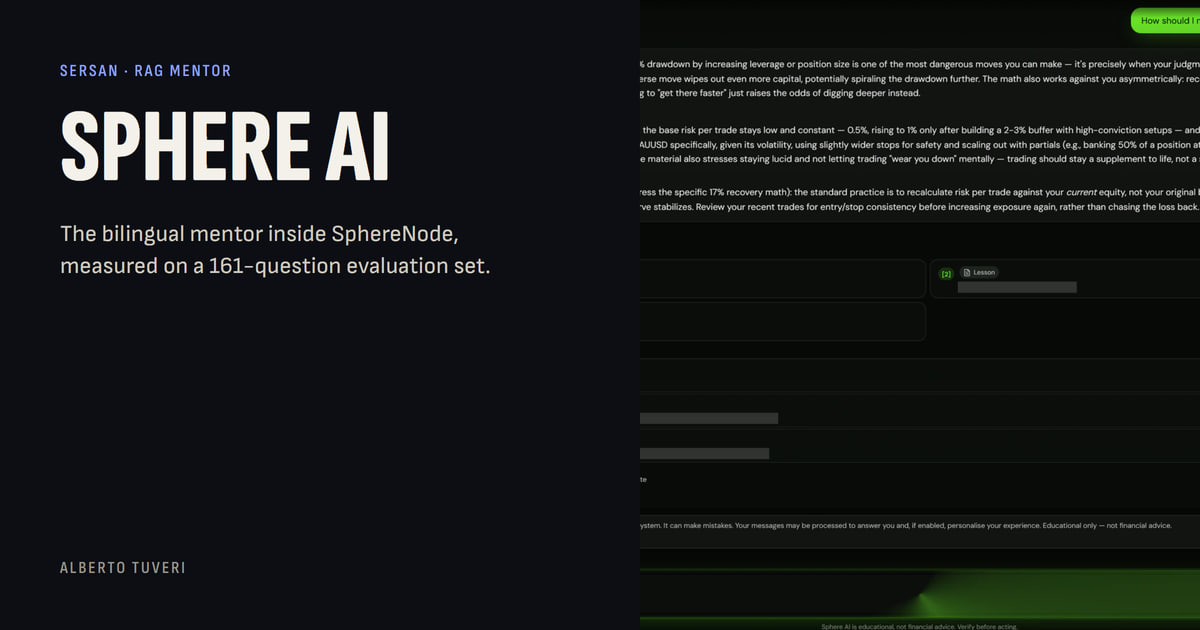 SERSAN · RAG MENTOR
SPHERE AI
The bilingual mentor inside SphereNode,
measured on a 161-question evaluation set.
ALBERTO TUVERI
How should I
% drawdown by increasing leverage or position size is one of the most dangerous moves you can make — it's precisely when your judgm
erse move wipes out even more capital, potentially spiraling the drawdown further. The math also works against you asymmetrically: rec
g to "get there faster" just raises the odds of digging deeper instead.
the base risk per trade stays low and constant — 0.5%, rising to 1% only after building a 2-3% buffer with high-conviction setups — and
AUUSD specifically, given its volatility, using slightly wider stops for safety and scaling out with partials (e.g., banking 50% of a position at
e material also stresses staying lucid and not letting trading "wear you down" mentally — trading should stay a supplement to life, not a
ress the specific 17% recovery math): the standard practice is to recalculate risk per trade against your current equity, not your original
rve stabilizes. Review your recent trades for entry/stop consistency before increasing exposure again, rather than chasing the loss back.
[2] Lesson
te
ystem. It can make mistakes. Your messages may be processed to answer you and, if enabled, personalise your experience. Educational only — not financial advice.
Sphere AI is educational, not financial advice. Verify before acting.